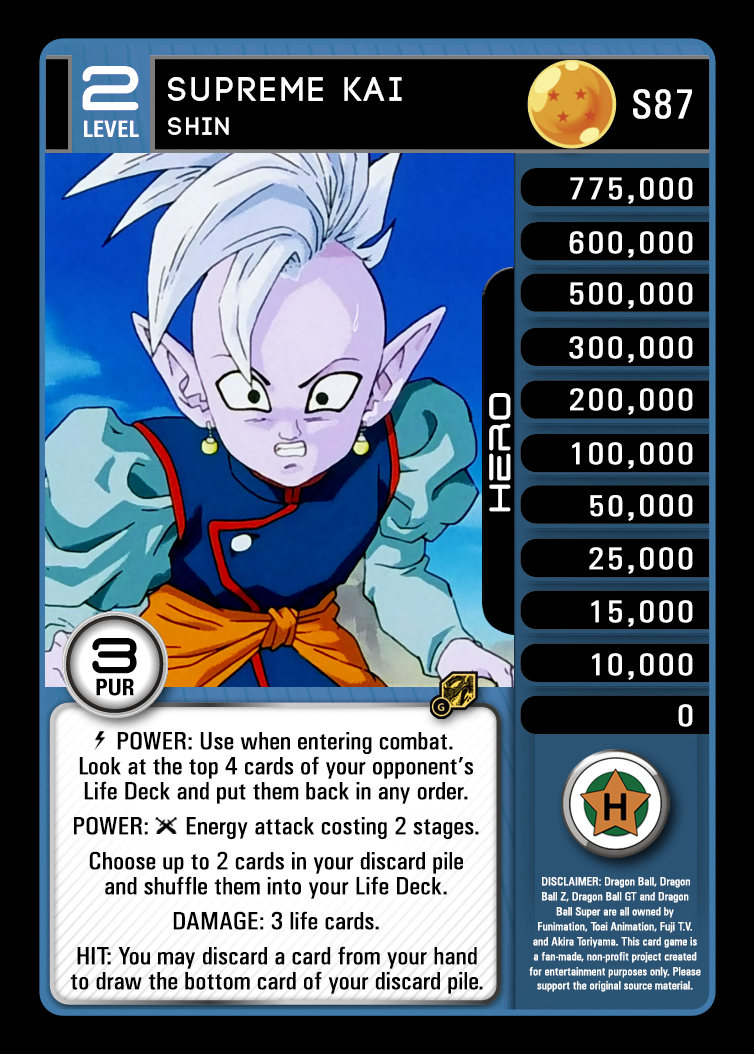 2
LEVEL
SUPREME KAI
SHIN
S87
775,000
600,000
500,000
300,000
200,000
100,000
50,000
25,000
15,000
10,000
0
HERO
3
PUR
G
POWER: Use when entering combat.
Look at the top 4 cards of your opponent's
Life Deck and put them back in any order.
POWER: Energy attack costing 2 stages.
Choose up to 2 cards in your discard pile
and shuffle them into your Life Deck.
DAMAGE: 3 life cards.
HIT: You may discard a card from your hand
to draw the bottom card of your discard pile.
H
DISCLAIMER: Dragon Ball, Dragon
Ball Z, Dragon Ball GT and Dragon
Ball Super are all owned by
Funimation, Toei Animation, Fuji T.V.
and Akira Toriyama. This card game is
a fan-made, non-profit project created
for entertainment purposes only. Please
support the original source material.